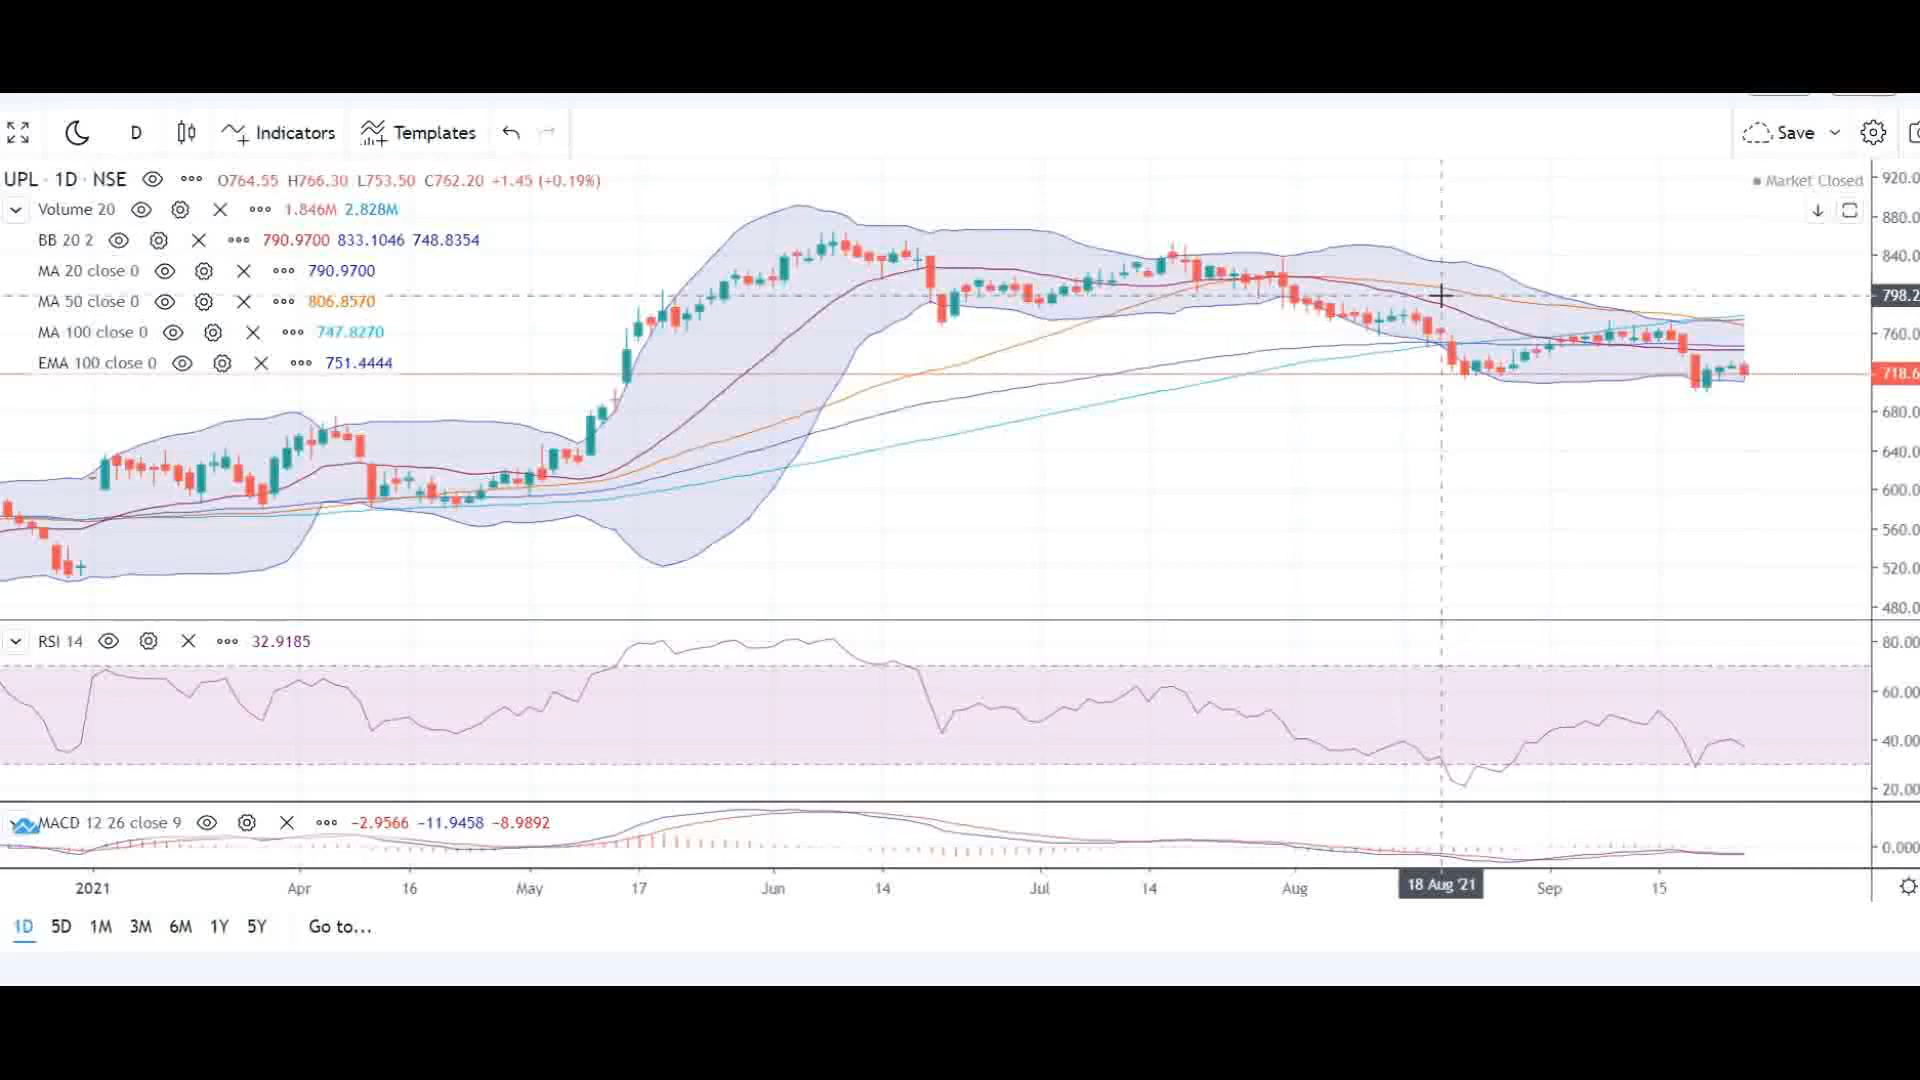 D Indicators Templates Save
UPL · 1D · NSE O764.55 H766.30 L753.50 C762.20 +1.45 (+0.19%)
Market Closed
Volume 20 1.846M 2.828M
BB 20 2 790.9700 833.1046 748.8354
MA 20 close 0 790.9700
MA 50 close 0 806.8570
MA 100 close 0 747.8270
EMA 100 close 0 751.4444
920.0
880.0
840.0
798.2
760.0
718.6
680.0
640.0
600.0
560.0
520.0
480.0
RSI 14 32.9185
80.00
60.00
40.00
20.00
MACD 12 26 close 9 -2.9566 -11.9458 -8.9892
0.000
2021 Apr 16 May 17 Jun 14 Jul 14 Aug 18 Aug '21 Sep 15
1D 5D 1M 3M 6M 1Y 5Y Go to...